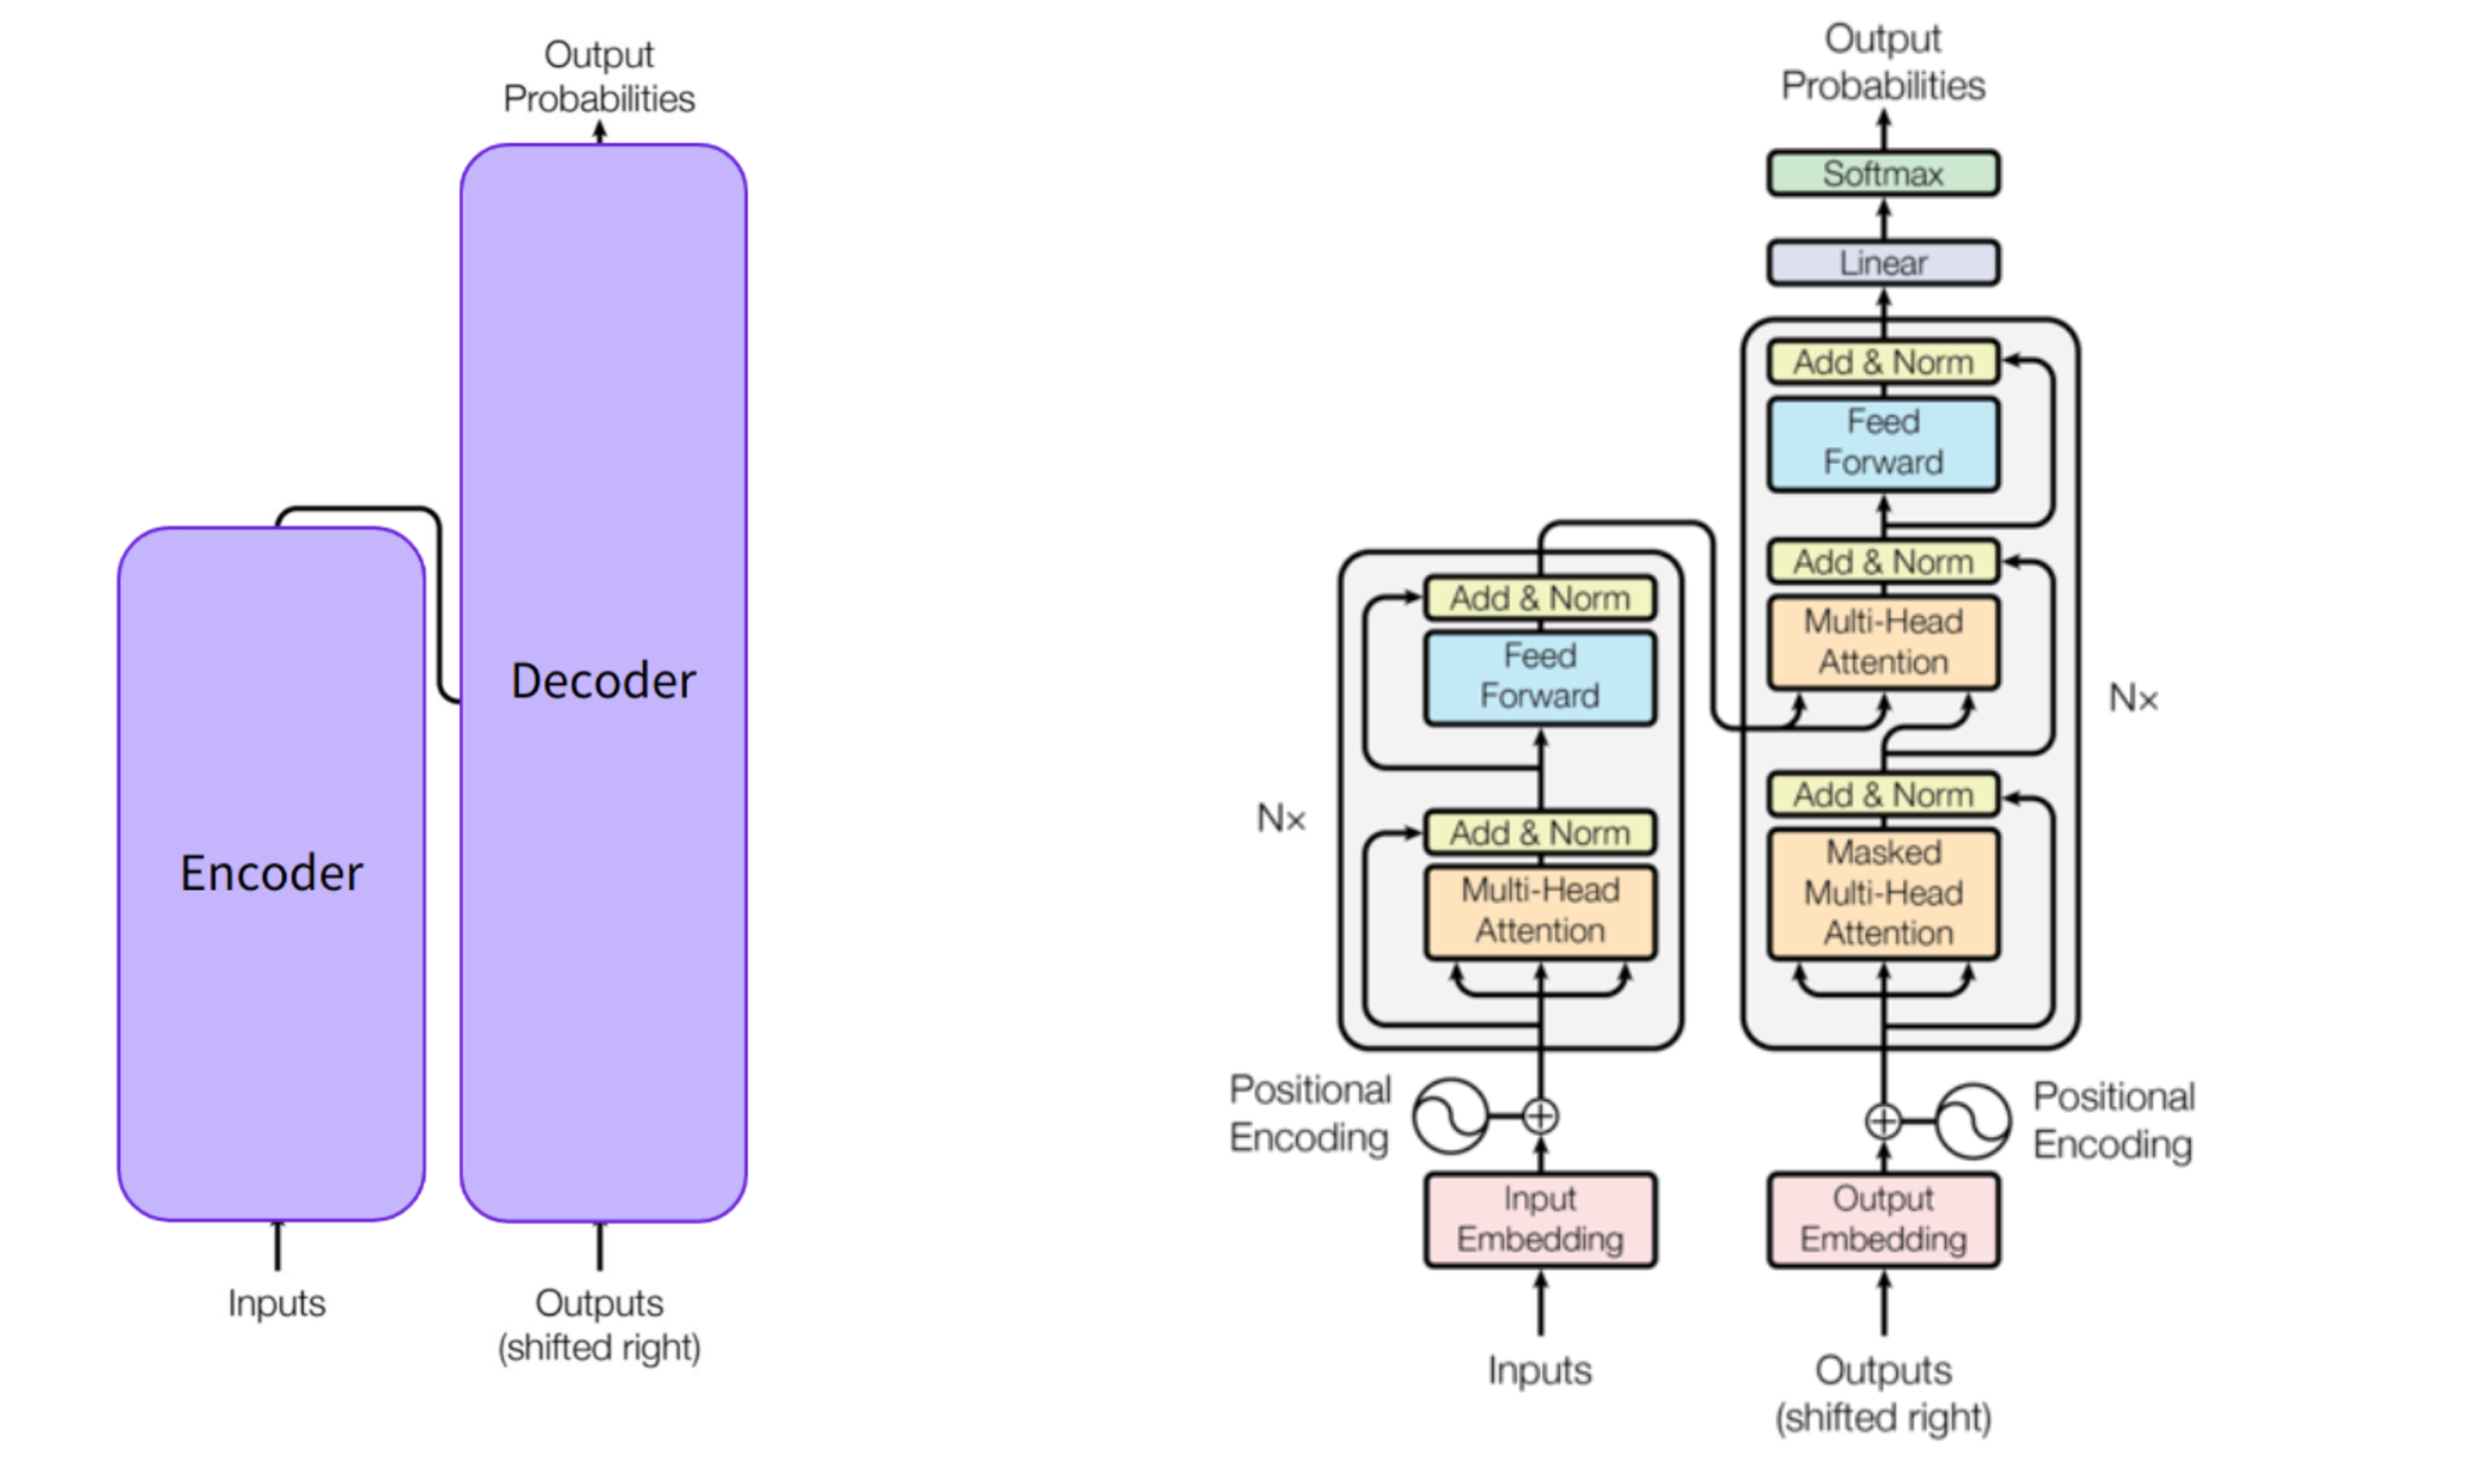 Output
Probabilities
Decoder
Encoder
Inputs
Outputs
(shifted right)
Output
Probabilities
Softmax
Linear
Add & Norm
Feed
Forward
Add & Norm
Multi-Head
Attention
Nx
Add & Norm
Masked
Multi-Head
Attention
Add & Norm
Feed
Forward
Nx
Add & Norm
Multi-Head
Attention
Positional
Encoding
Positional
Encoding
Input
Embedding
Output
Embedding
Inputs
Outputs
(shifted right)